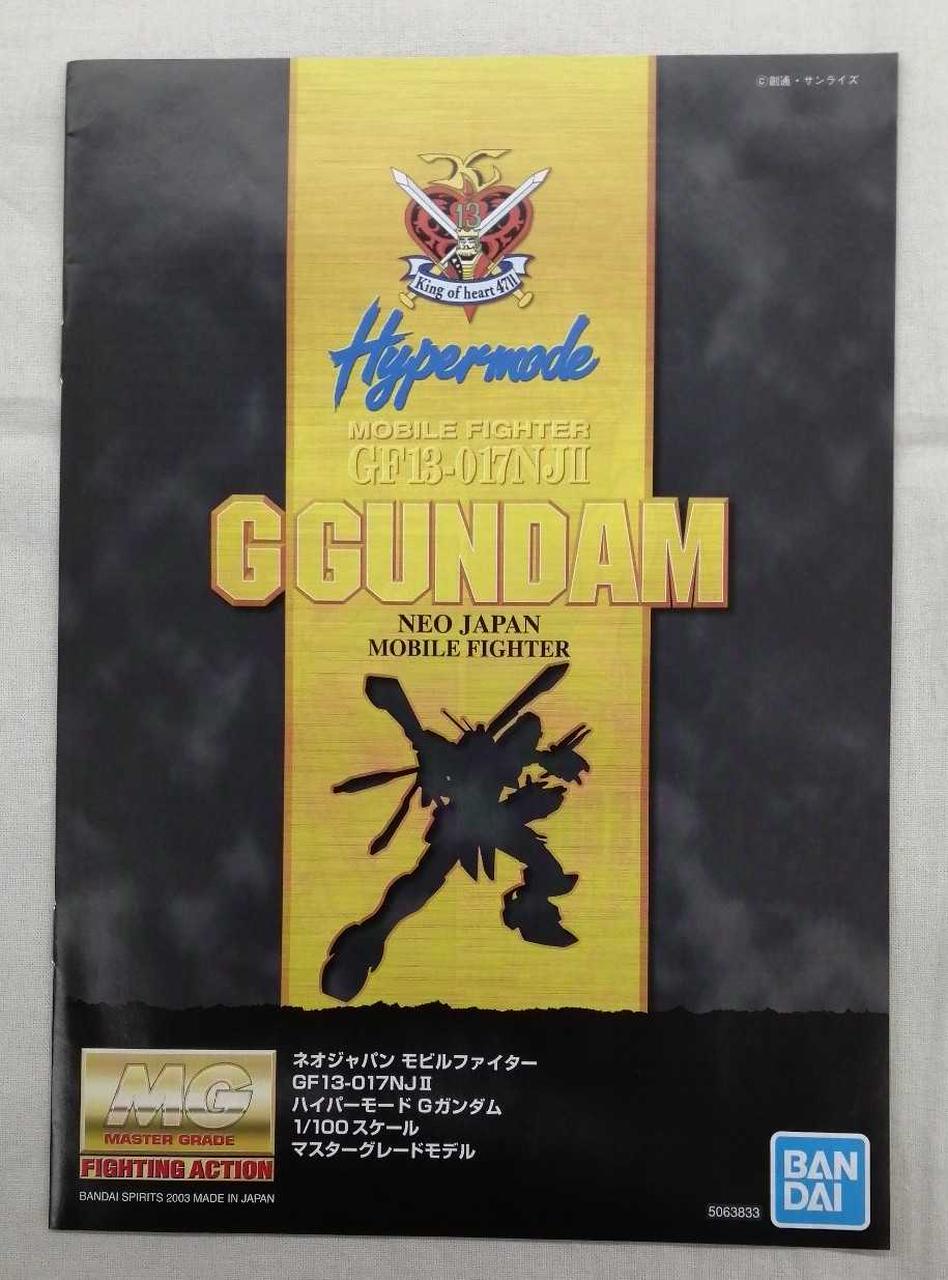 ©創通・サンライズ
13
King of heart 4711
Hypermode
MOBILE FIGHTER
GF13-017NJII
G GUNDAM
NEO JAPAN
MOBILE FIGHTER
MG
MASTER GRADE
FIGHTING ACTION
BANDAI SPIRITS 2003 MADE IN JAPAN
ネオジャパン モビルファイター
GF13-017NJⅡ
ハイパーモード Gガンダム
1/100スケール
マスターグレードモデル
5063833
BAN
DAI